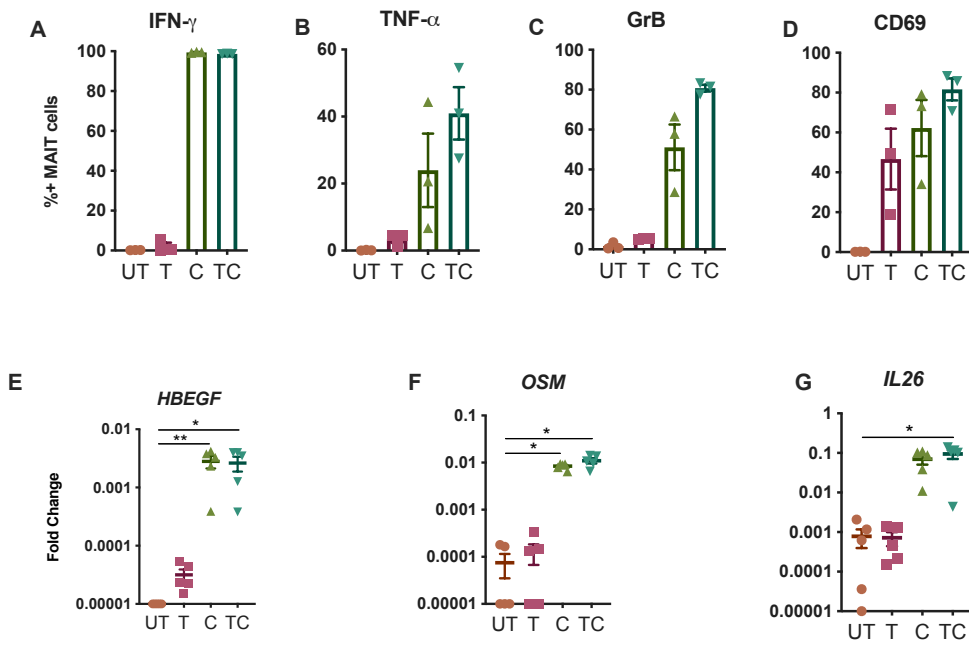 A IFN-γ
%+ MAIT cells
100
80
60
40
20
0
UT T C TC
B TNF-α
60
40
20
0
UT T C TC
C GrB
100
80
60
40
20
0
UT T C TC
D CD69
100
80
60
40
20
0
UT T C TC
E HBEGF
Fold Change
0.01
0.001
0.0001
0.00001
*
**
UT T C TC
F OSM
0.1
0.01
0.001
0.0001
0.00001
*
*
UT T C TC
G IL26
1
0.1
0.01
0.001
0.0001
0.00001
*
UT T C TC